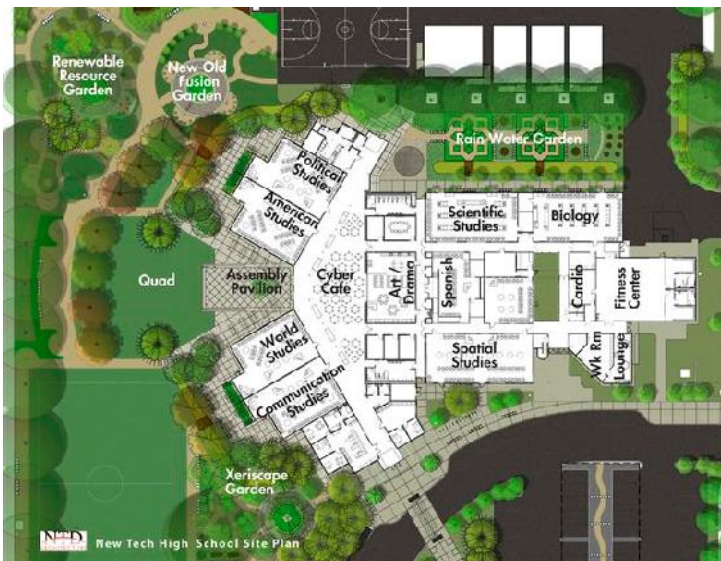 Renewable
Resource
Garden
New-Old
Fusion
Garden
Rain Water Garden
Political
Studies
American
Studies
Scientific
Studies
Biology
Quad
Assembly
Pavilion
Cyber
Cafe
Art /
Drama
Spanish
Cardio
Fitness
Center
World
Studies
Communication
Studies
Spatial
Studies
Wk Rm
Lounge
Xeriscape
Garden
New Tech High School Site Plan